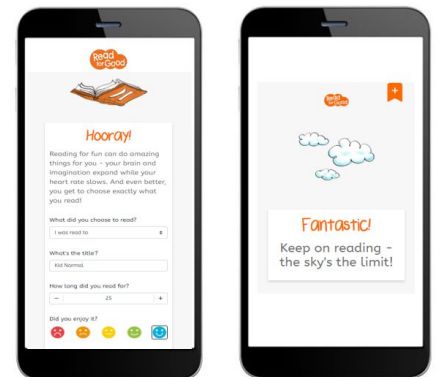 Read
for Good
Hooray!
Reading for fun can do amazing
things for you - your brain and
imagination expand while your
heart rate slows. And even better,
you get to choose exactly what
you read!
What did you choose to read?
I was read to
What's the title?
Kid Normal
How long did you read for?
− 25 +
Did you enjoy it?
Read
for Good
+
Fantastic!
Keep on reading -
the sky's the limit!